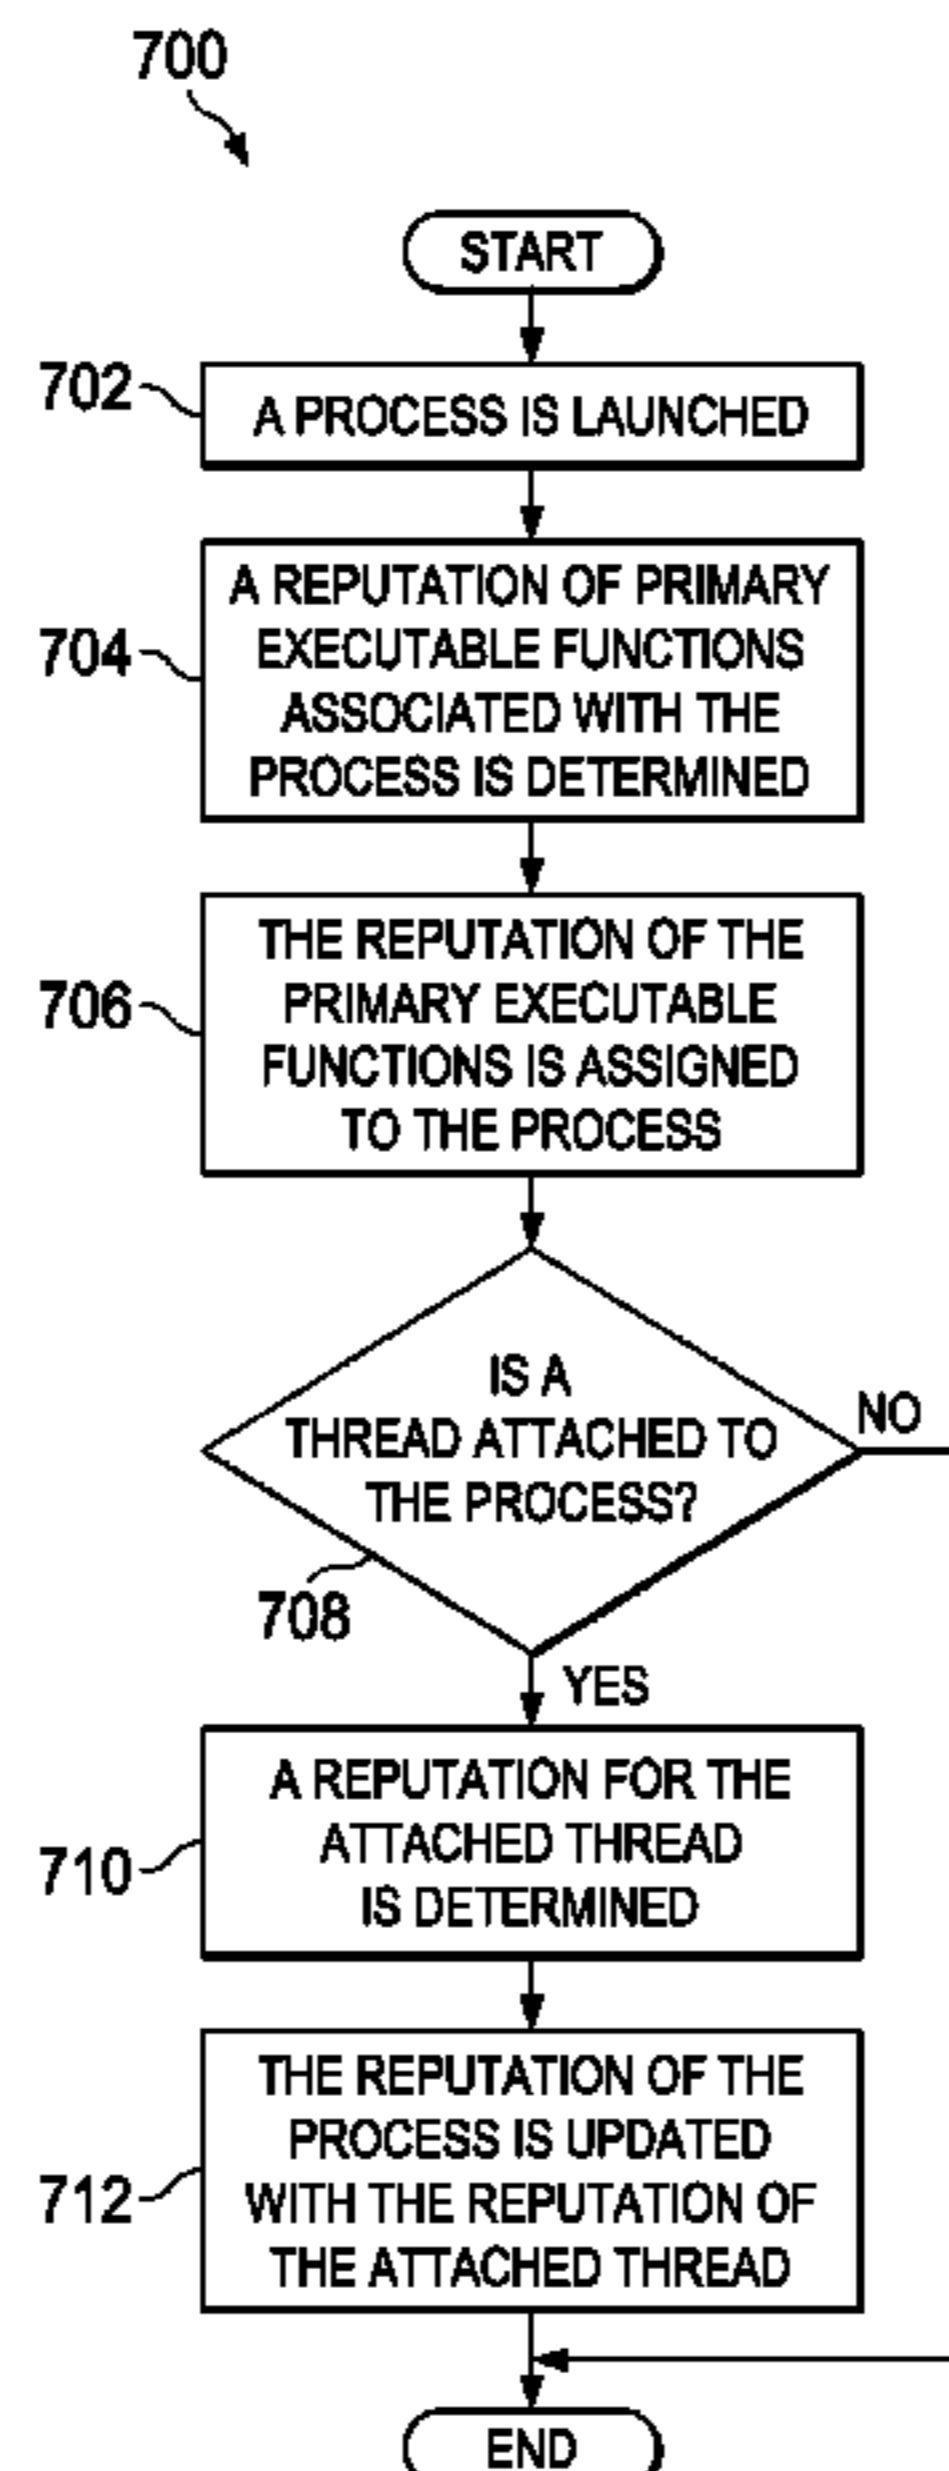 700
START
702
A PROCESS IS LAUNCHED
704
A REPUTATION OF PRIMARY
EXECUTABLE FUNCTIONS
ASSOCIATED WITH THE
PROCESS IS DETERMINED
706
THE REPUTATION OF THE
PRIMARY EXECUTABLE
FUNCTIONS IS ASSIGNED
TO THE PROCESS
IS A
THREAD ATTACHED TO
THE PROCESS?
NO
708
YES
710
A REPUTATION FOR THE
ATTACHED THREAD
IS DETERMINED
712
THE REPUTATION OF THE
PROCESS IS UPDATED
WITH THE REPUTATION OF
THE ATTACHED THREAD
END